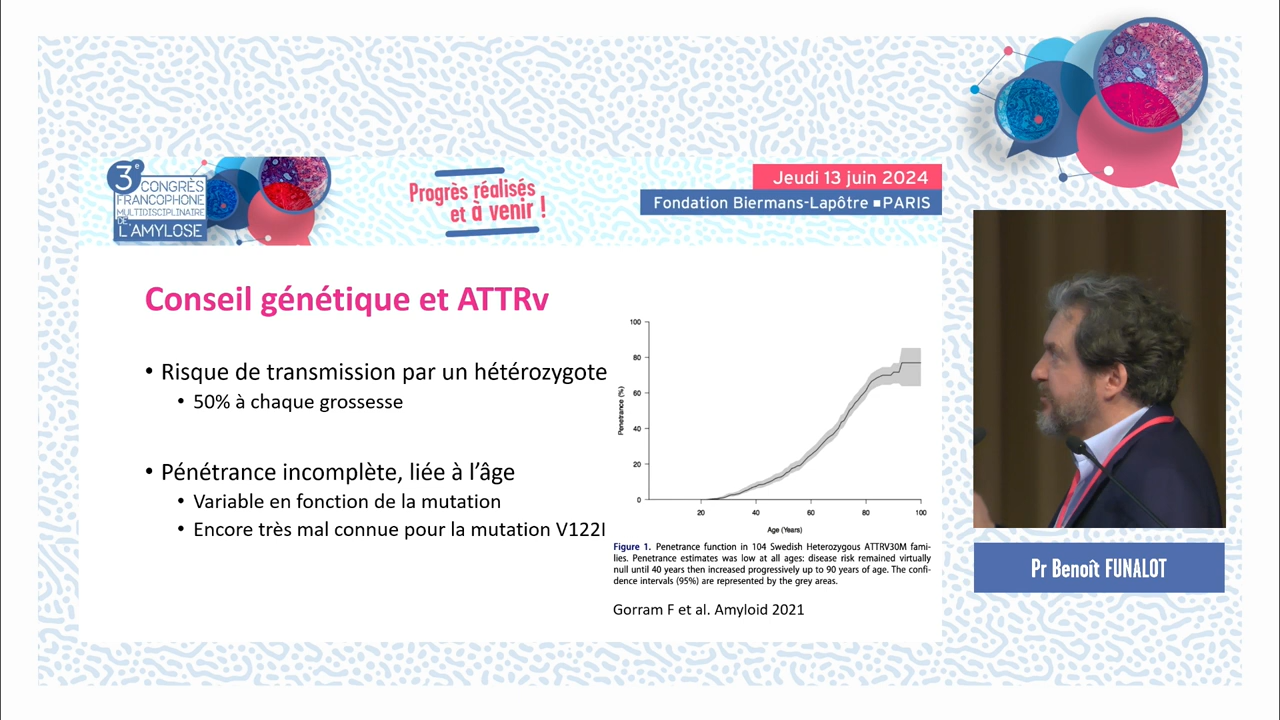 3e
CONGRÈS
FRANCOPHONE
MULTIDISCIPLINAIRE
DE
L'AMYLOSE
Progrès réalisés
et à venir !
Jeudi 13 juin 2024
Fondation Biermans-Lapôtre ■ PARIS
Conseil génétique et ATTRv
• Risque de transmission par un hétérozygote
• 50% à chaque grossesse
• Pénétrance incomplète, liée à l'âge
• Variable en fonction de la mutation
• Encore très mal connue pour la mutation V122I
100
80
60
40
20
0
Penetrance (%)
20 40 60 80 100
Age (Years)
Figure 1. Penetrance function in 104 Swedish Heterozygous ATTRV30M fami-
lies. Penetrance estimates was low at all ages: disease risk remained virtually
null until 40 years then increased progressively up to 90 years of age. The confi-
dence intervals (95%) are represented by the grey areas.
Gorram F et al. Amyloid 2021
Pr Benoît FUNALOT